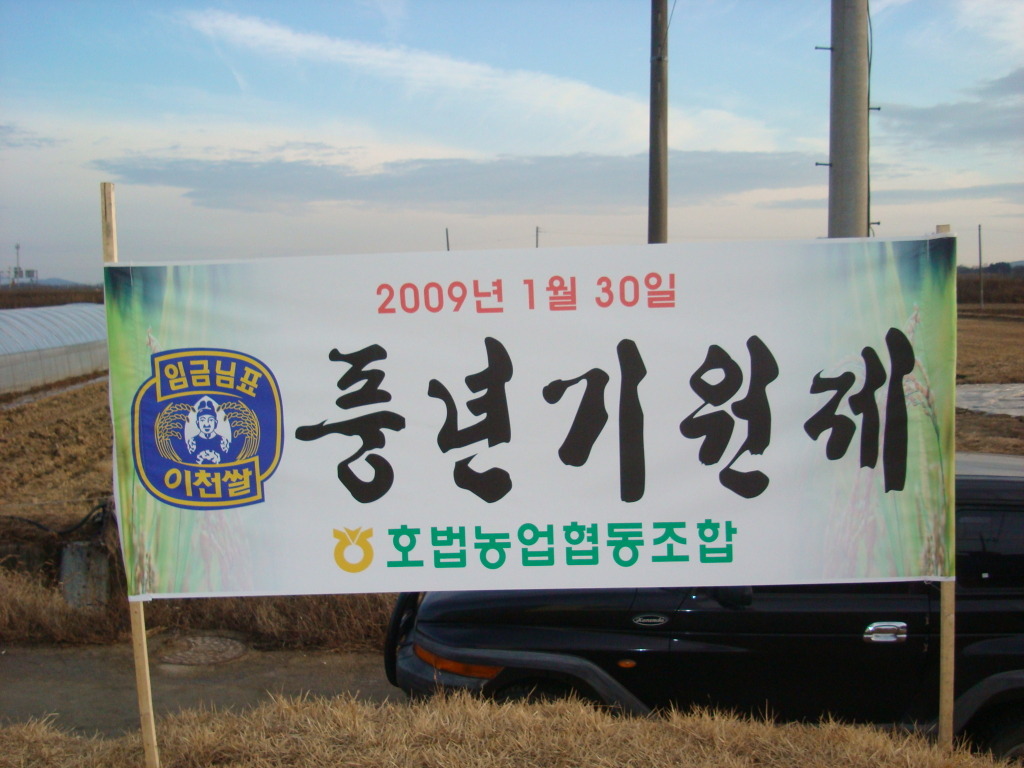 2009년 1월 30일
임금님표
이천쌀
풍년기원제
호법농업협동조합